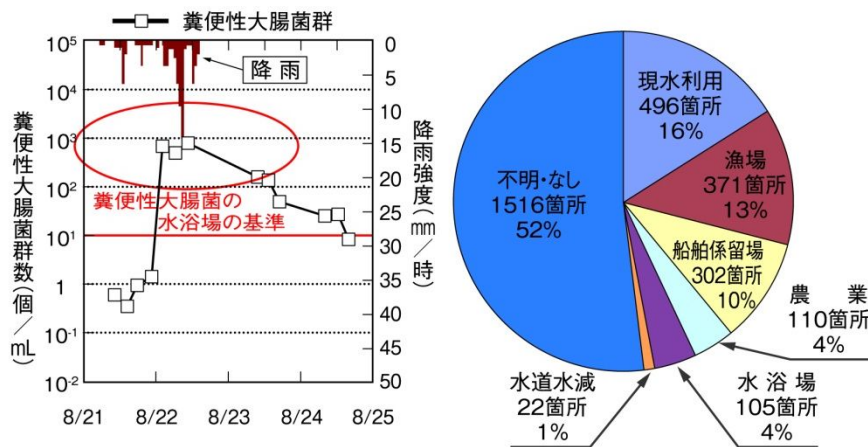 糞便性大腸菌群
降雨
糞便性大腸菌群数(個/mL)
10⁵
10⁴
10³
10²
10¹
1
10⁻¹
10⁻²
糞便性大腸菌の
水浴場の基準
0
5
10
15
20
25
30
35
40
45
50
降雨強度(mm/時)
8/21
8/22
8/23
8/24
8/25
現水利用
496箇所
16%
漁場
371箇所
13%
船舶係留場
302箇所
10%
農業
110箇所
4%
水浴場
105箇所
4%
水道水減
22箇所
1%
不明・なし
1516箇所
52%